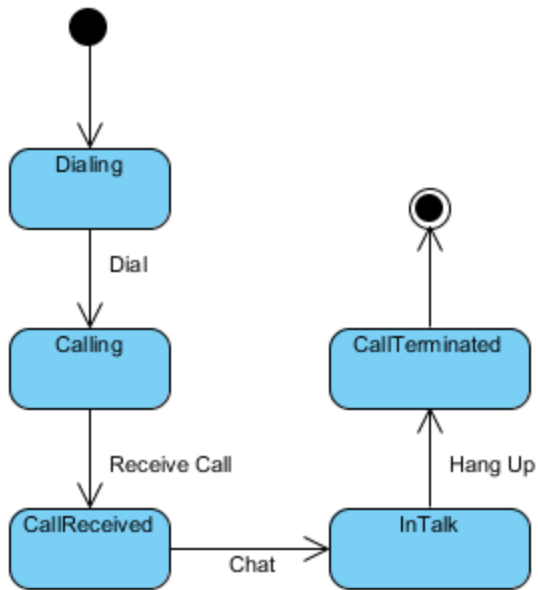 Dialing
Dial
Calling
Receive Call
CallReceived
Chat
InTalk
Hang Up
CallTerminated